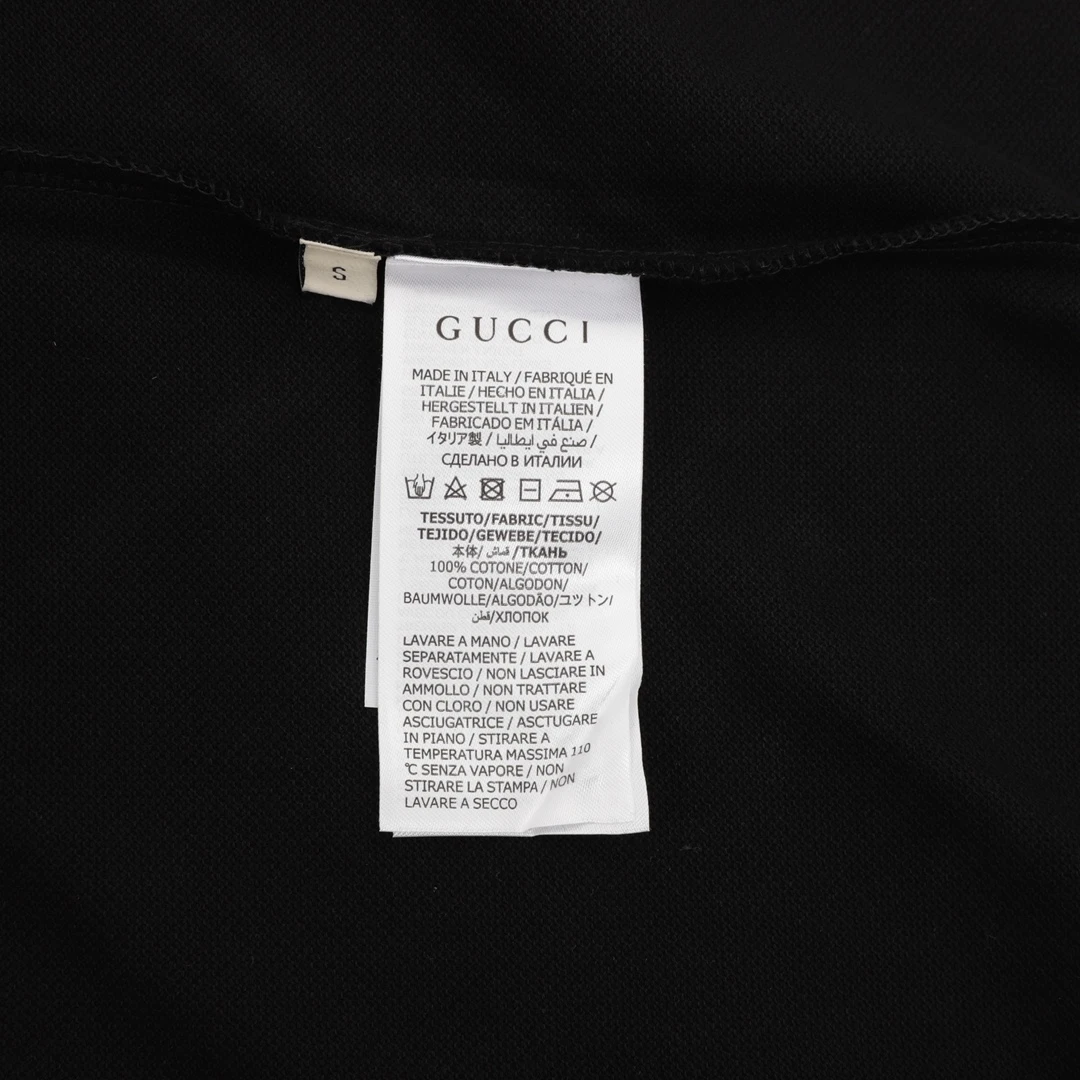 S
GUCCI
MADE IN ITALY / FABRIQUÉ EN
ITALIE / HECHO EN ITALIA /
HERGESTELLT IN ITALIEN /
FABRICADO EM ITÁLIA /
イタリア製 / صنع في ايطاليا /
СДЕЛАНО В ИТАЛИИ
TESSUTO/FABRIC/TISSU/
TEJIDO/GEWEBE/TECIDO/
本体/ قماش /ТКАНЬ
100% COTONE/COTTON/
COTON/ALGODON/
BAUMWOLLE/ALGODÃO/ユットン/
قطن/ХЛОПОК
LAVARE A MANO / LAVARE
SEPARATAMENTE / LAVARE A
ROVESCIO / NON LASCIARE IN
AMMOLLO / NON TRATTARE
CON CLORO / NON USARE
ASCIUGATRICE / ASCTUGARE
IN PIANO / STIRARE A
TEMPERATURA MASSIMA 110
℃ SENZA VAPORE / NON
STIRARE LA STAMPA / NON
LAVARE A SECCO